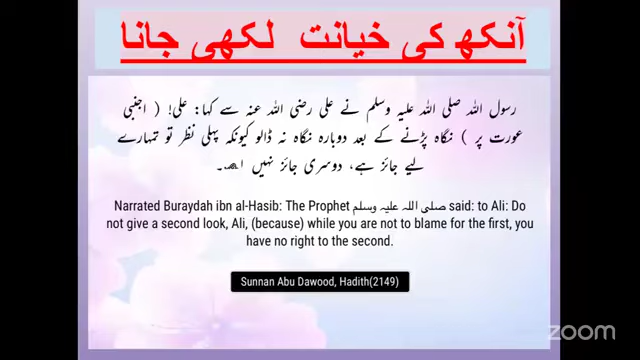 آنکھ کی خیانت لکھی جانا
رسول اللہ صلی اللہ علیہ وسلم نے علی رضی اللہ عنہ سے کہا: علی! ( اجنبی
عورت پر ) نگاہ پڑنے کے بعد دوبارہ نگاہ نہ ڈالو کیونکہ پہلی نظر تو تمہارے
لیے جائز ہے، دوسری جائز نہیں
Narrated Buraydah ibn al-Hasib: The Prophet صلی اللہ علیہ وسلم said: to Ali: Do
not give a second look, Ali, (because) while you are not to blame for the first, you
have no right to the second.
Sunnan Abu Dawood, Hadith(2149)
zoom